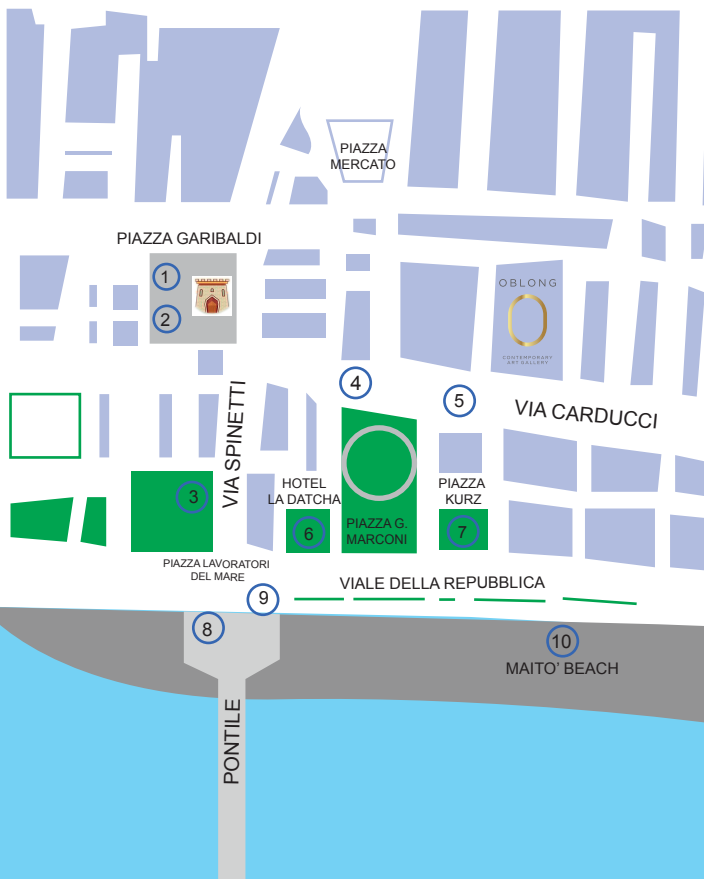 PIAZZA
MERCATO
PIAZZA GARIBALDI
1
2
OBLONG
CONTEMPORARY
ART GALLERY
4
5
VIA CARDUCCI
VIA SPINETTI
3
HOTEL
LA DATCHA
6
PIAZZA G.
MARCONI
PIAZZA
KURZ
7
PIAZZA LAVORATORI
DEL MARE
VIALE DELLA REPUBBLICA
9
8
10
MAITO' BEACH
PONTILE